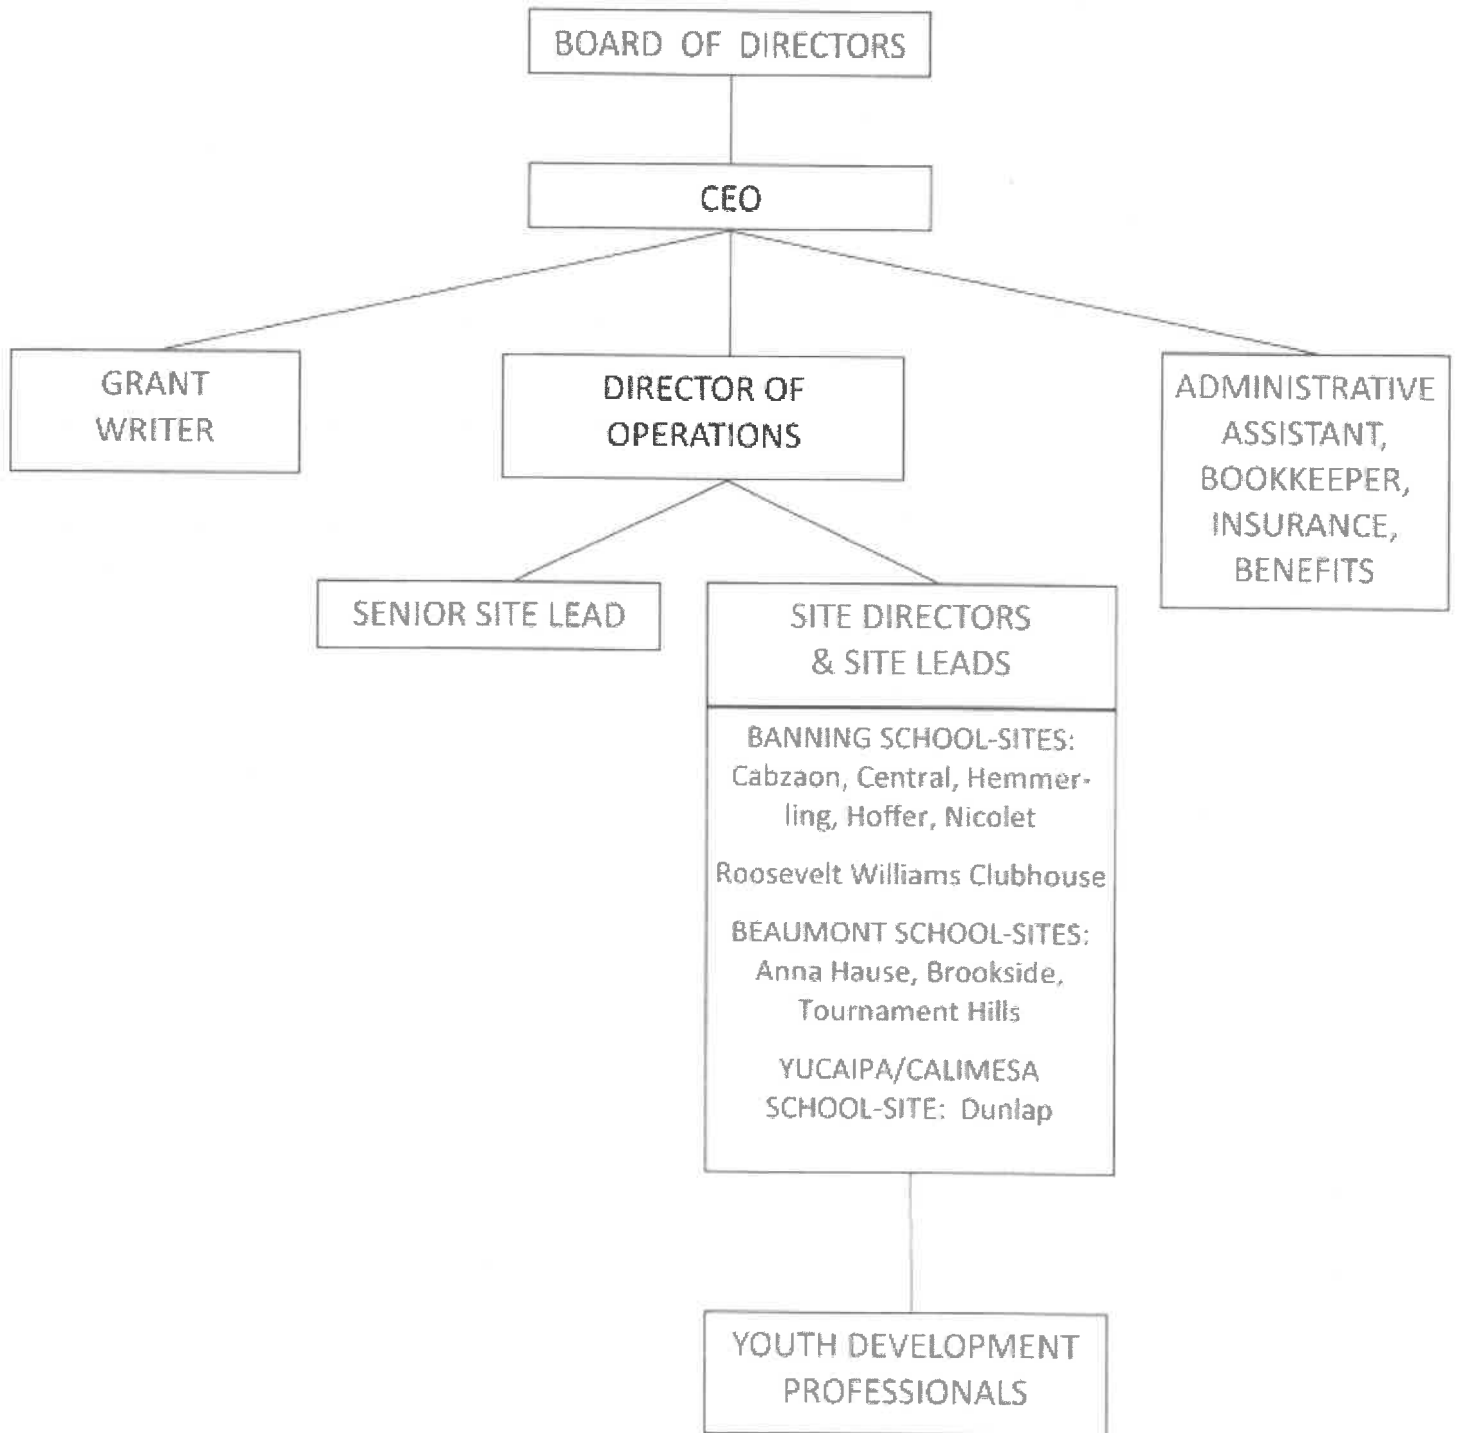 BOARD OF DIRECTORS
CEO
GRANT
WRITER
DIRECTOR OF
OPERATIONS
ADMINISTRATIVE
ASSISTANT,
BOOKKEEPER,
INSURANCE,
BENEFITS
SENIOR SITE LEAD
SITE DIRECTORS
& SITE LEADS
BANNING SCHOOL-SITES:
Cabzaon, Central, Hemmer-
ling, Hoffer, Nicolet
Roosevelt Williams Clubhouse
BEAUMONT SCHOOL-SITES:
Anna Hause, Brookside,
Tournament Hills
YUCAIPA/CALIMESA
SCHOOL-SITE: Dunlap
YOUTH DEVELOPMENT
PROFESSIONALS